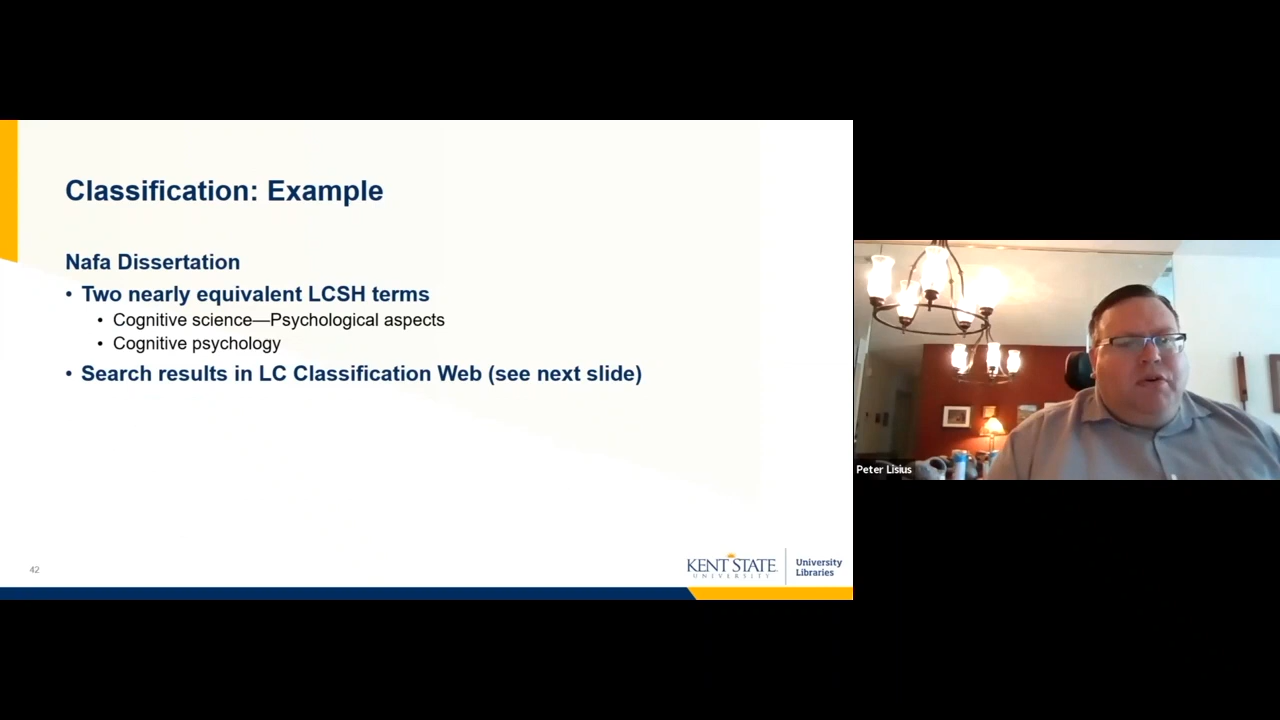 Classification: Example
Nafa Dissertation
• Two nearly equivalent LCSH terms
• Cognitive science—Psychological aspects
• Cognitive psychology
• Search results in LC Classification Web (see next slide)
42
KENT STATE
UNIVERSITY
University
Libraries
Peter Lisius